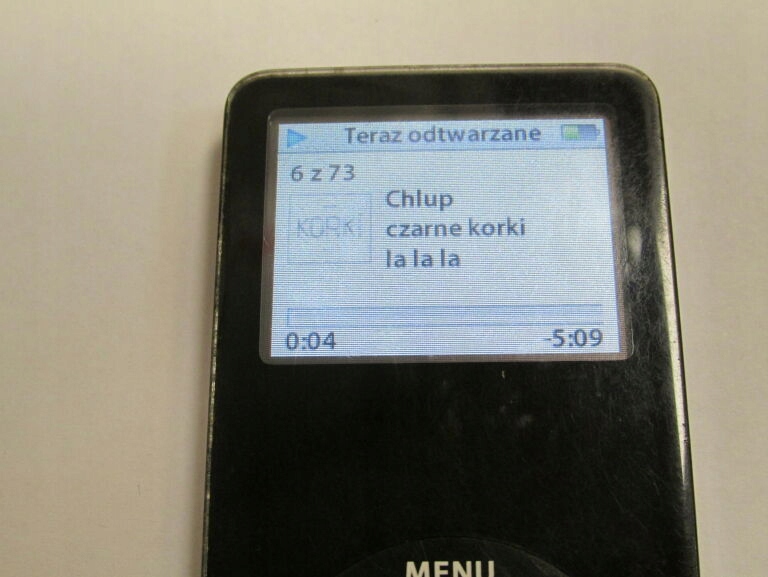 Teraz odtwarzane
6 z 73
Chlup
KORKI
czarne korki
la la la
0:04
-5:09
MENU